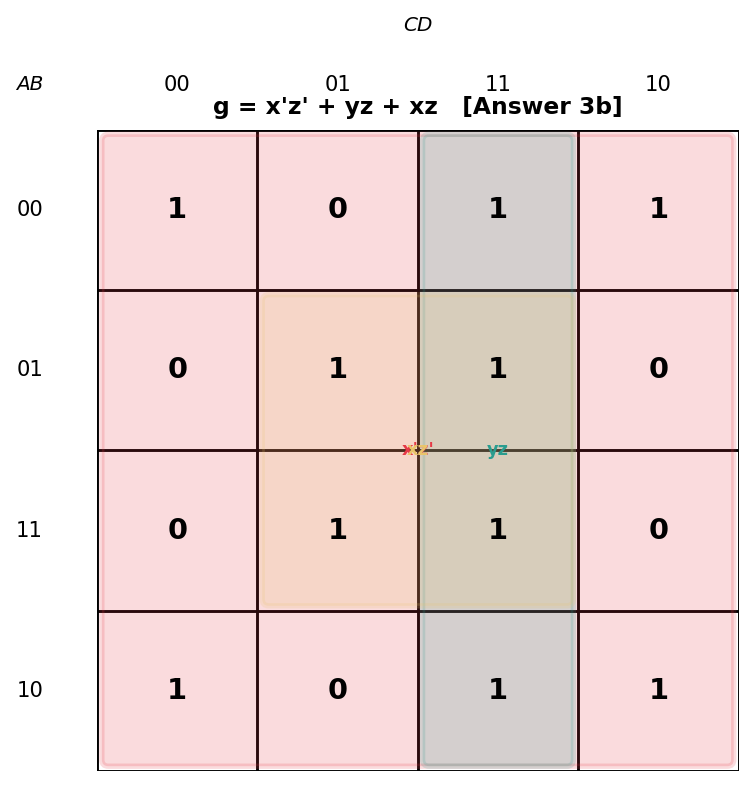 CD
AB 00 01 11 10
g = x'z' + yz + xz [Answer 3b]
00 1 0 1 1
01 0 1 1 0
yz
11 0 1 1 0
10 1 0 1 1